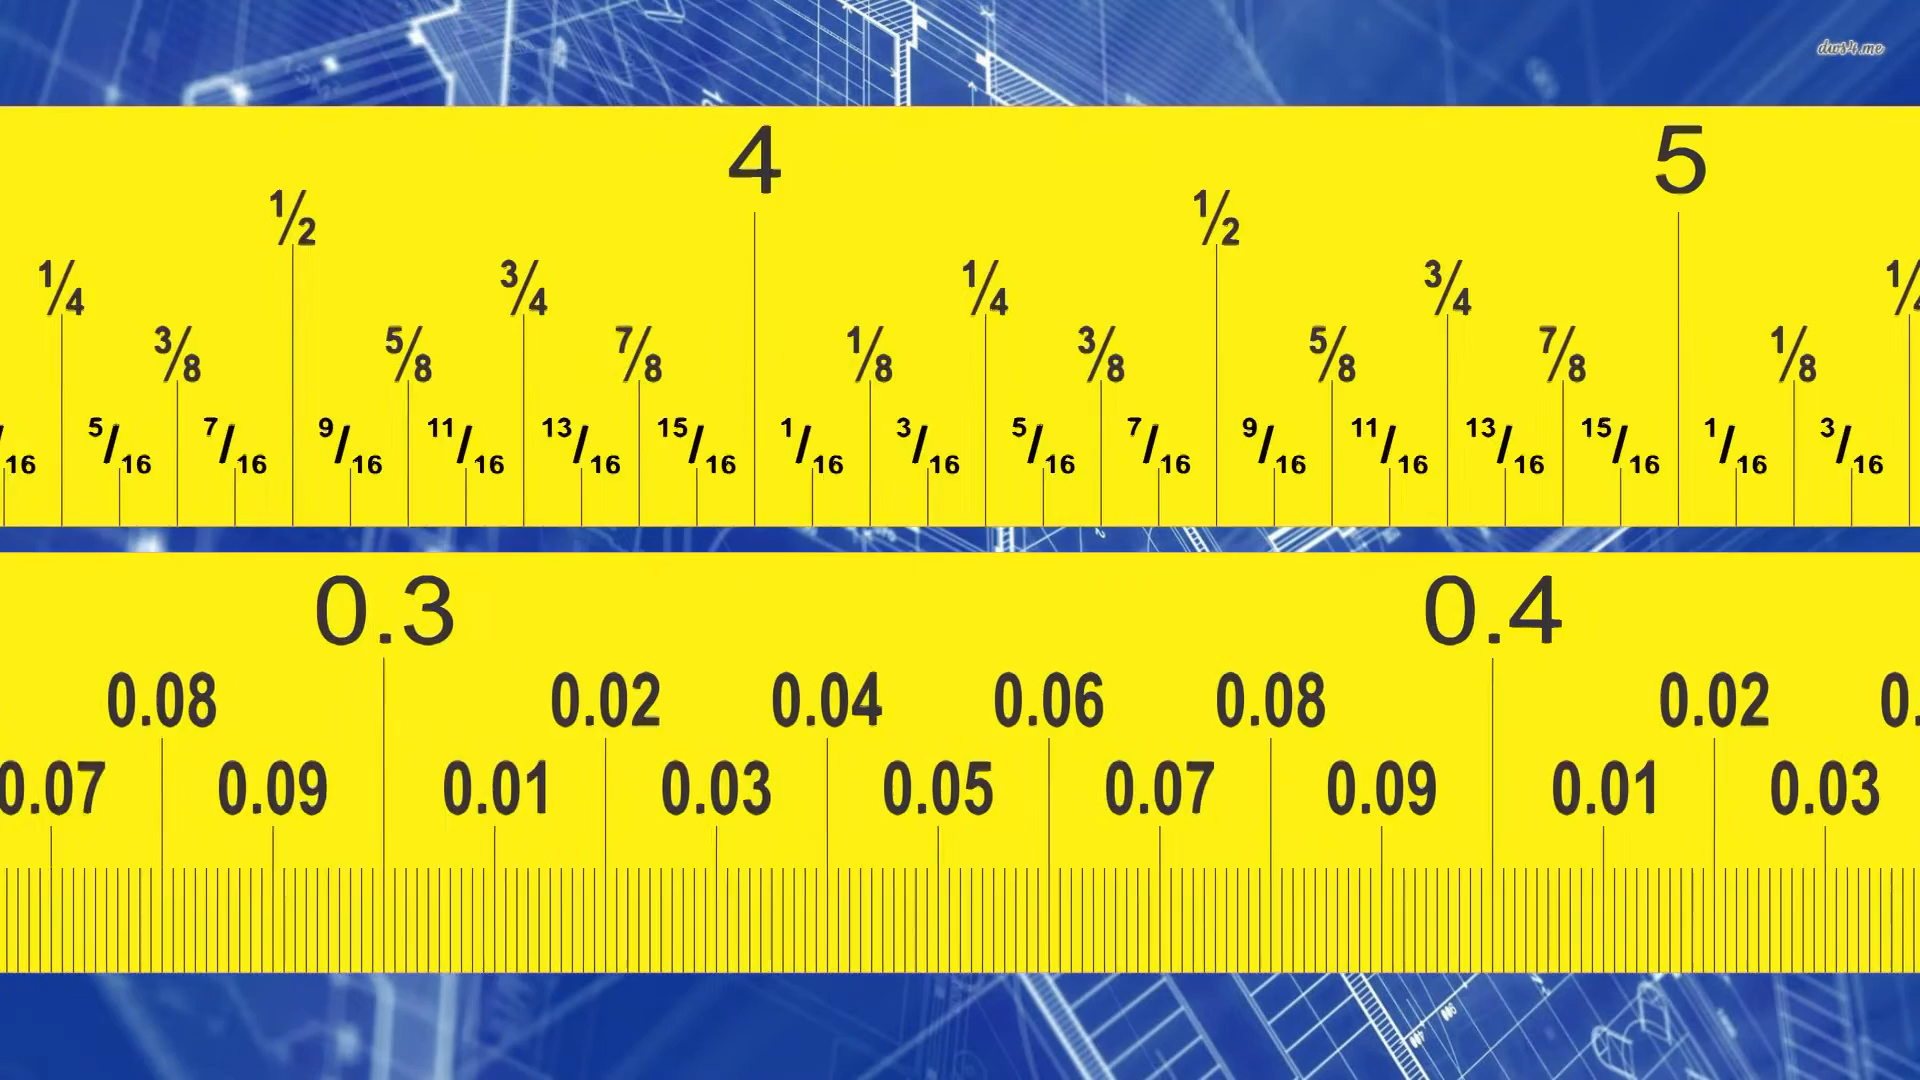 dws4.me
4 5
1/2 1/2
1/4 3/4 1/4 3/4
3/8 5/8 7/8 1/8 3/8 5/8 7/8 1/8
5/16 7/16 9/16 11/16 13/16 15/16 1/16 3/16 5/16 7/16 9/16 11/16 13/16 15/16 1/16 3/16
0.3 0.4
0.08 0.02 0.04 0.06 0.08 0.02
0.07 0.09 0.01 0.03 0.05 0.07 0.09 0.01 0.03